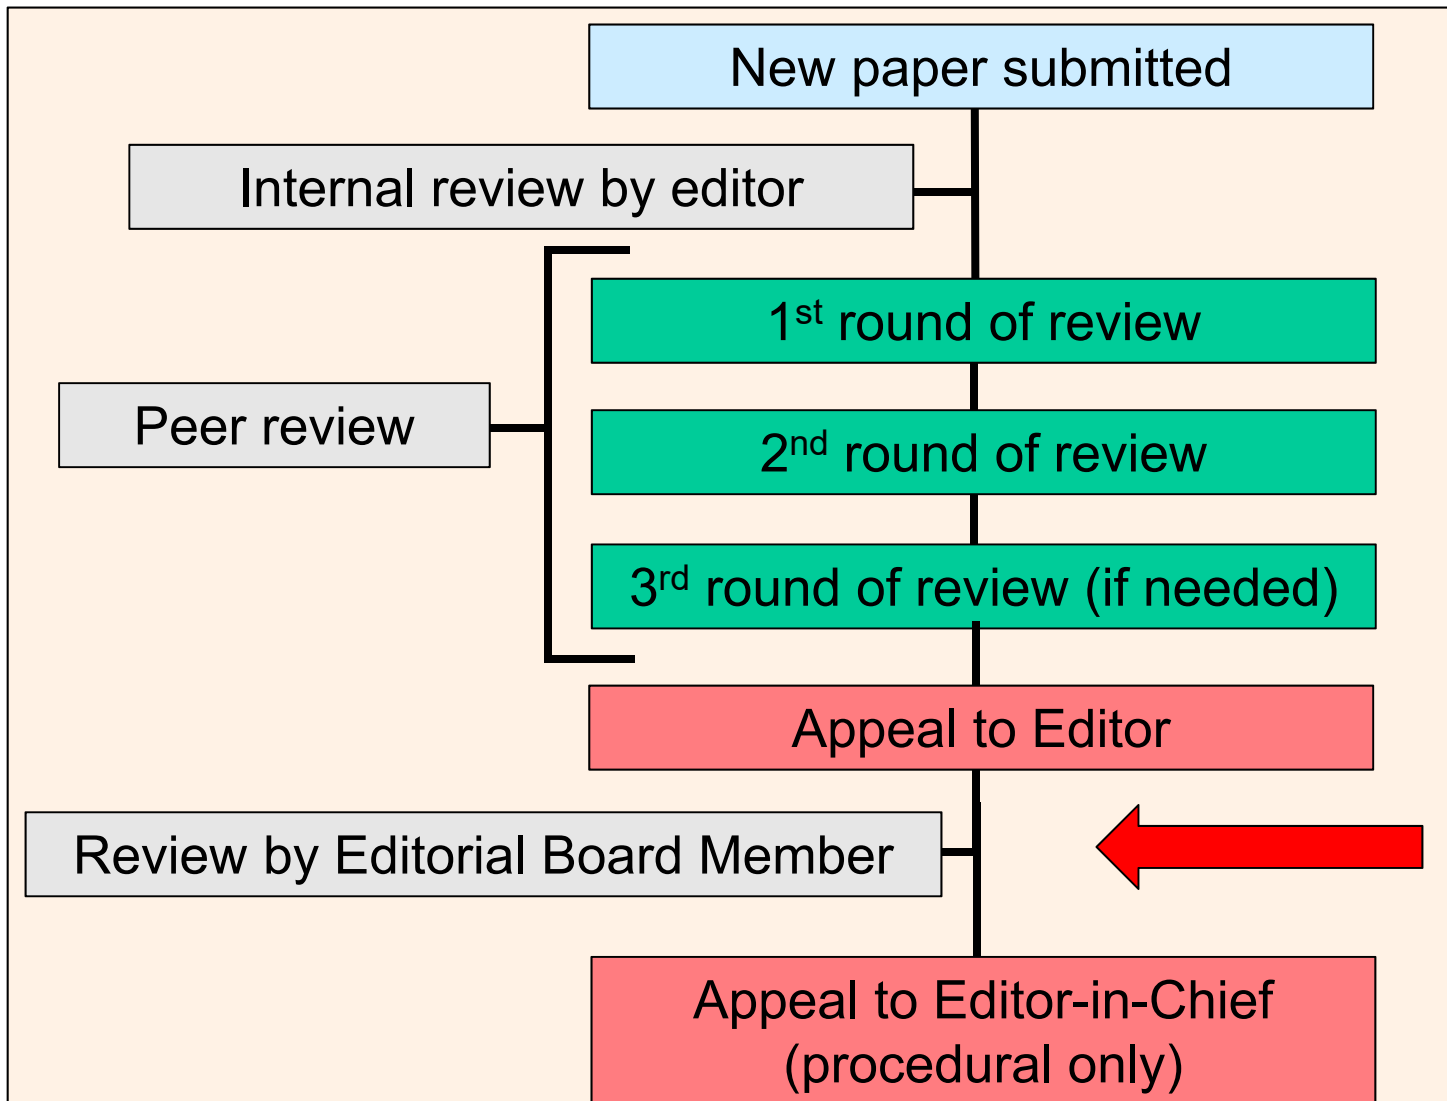 New paper submitted
Internal review by editor
1st round of review
Peer review
2nd round of review
3rd round of review (if needed)
Appeal to Editor
Review by Editorial Board Member
Appeal to Editor-in-Chief
(procedural only)